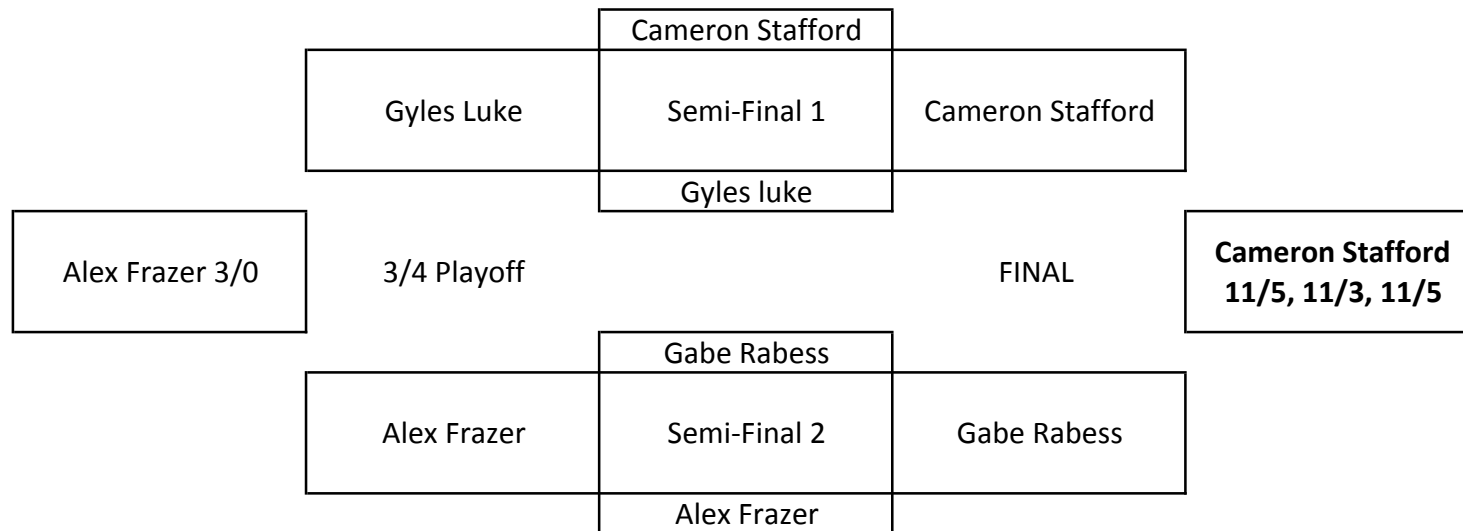 Cameron Stafford
Gyles Luke
Semi-Final 1
Cameron Stafford
Gyles luke
Alex Frazer 3/0
3/4 Playoff
FINAL
Cameron Stafford
11/5, 11/3, 11/5
Gabe Rabess
Alex Frazer
Semi-Final 2
Gabe Rabess
Alex Frazer